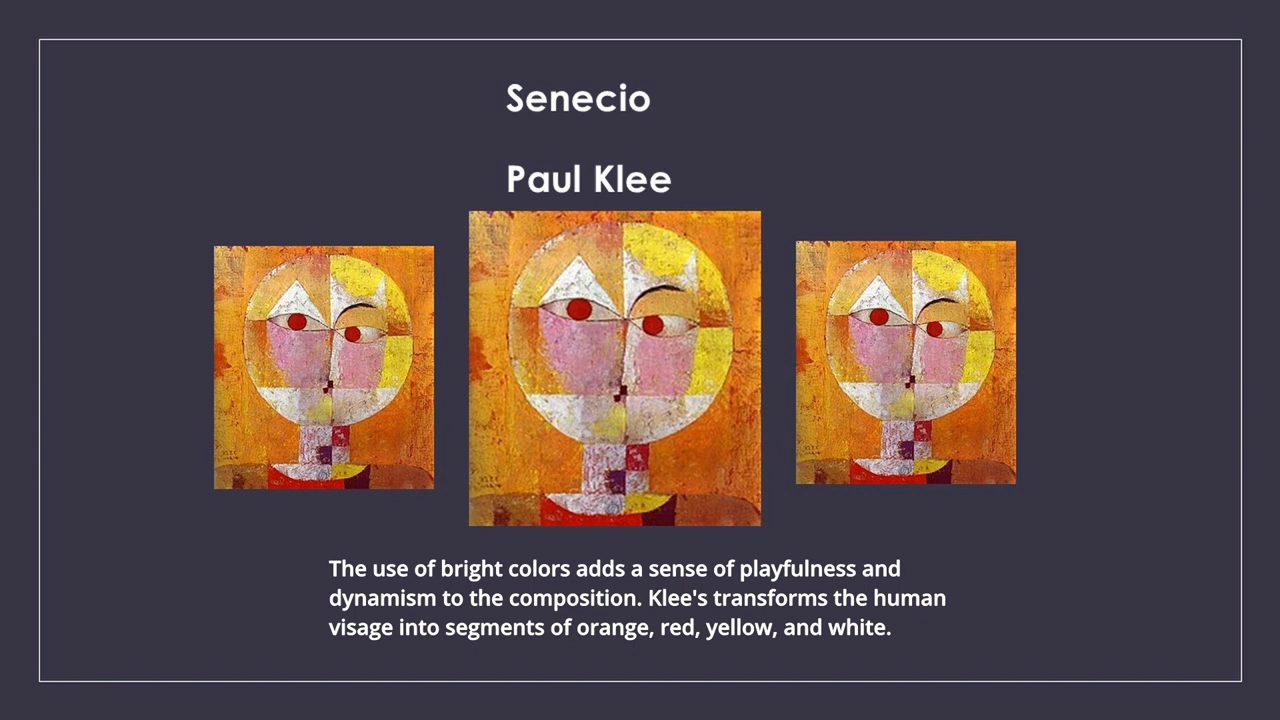 Senecio
Paul Klee
The use of bright colors adds a sense of playfulness and
dynamism to the composition. Klee's transforms the human
visage into segments of orange, red, yellow, and white.